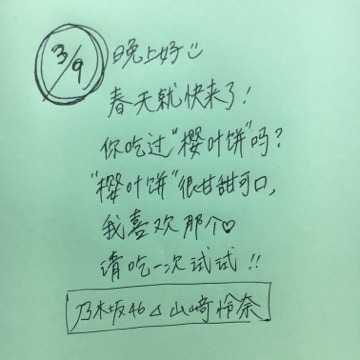 3/9
晚上好
春天就快来了!
你吃过"樱叶饼"吗?
"樱叶饼"很甘甜可口,
我喜欢那个♡
请吃一次试试!!
乃木坂46 △ 山﨑怜奈